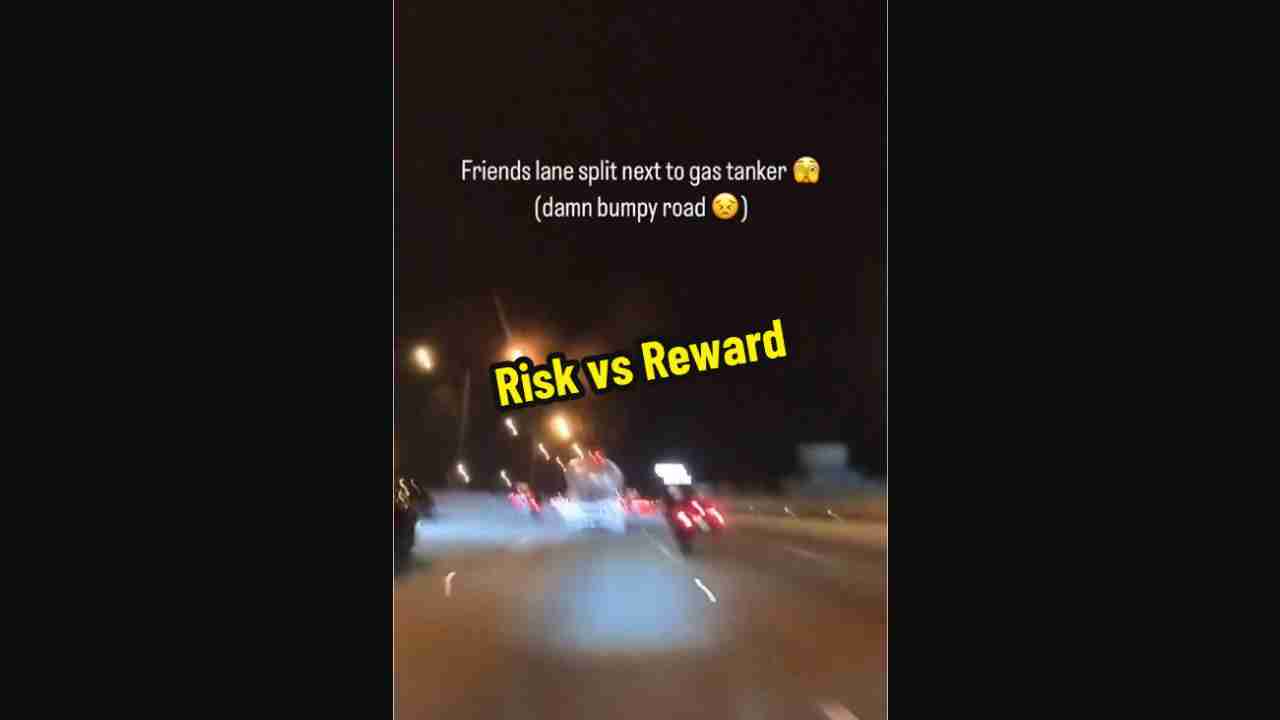 Friends lane split next to gas tanker 🫣
(damn bumpy road 😣)
Risk vs Reward